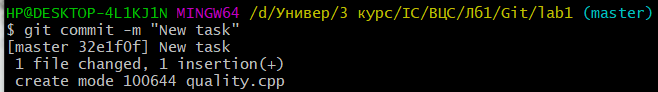 HP@DESKTOP-4L1KJ1N MINGW64 /d/Универ/3 курс/IC/ВЦС/Лб1/Git/lab1 (master)
$ git commit -m "New task"
[master 32e1f0f] New task
 1 file changed, 1 insertion(+)
 create mode 100644 quality.cpp